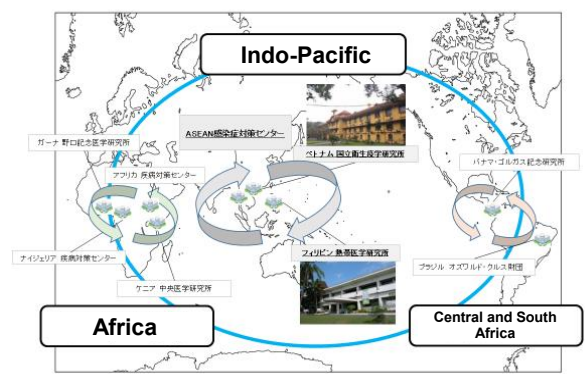 Indo-Pacific
ASEAN感染症対策センター
ベトナム 国立衛生疫学研究所
ガーナ 野口記念医学研究所
アフリカ 疾病対策センター
パナマ・ゴルガス記念研究所
ナイジェリア 疾病対策センター
ケニア 中央医学研究所
フィリピン 熱帯医学研究所
ブラジル オズワルド・クルス財団
Africa
Central and South
Africa